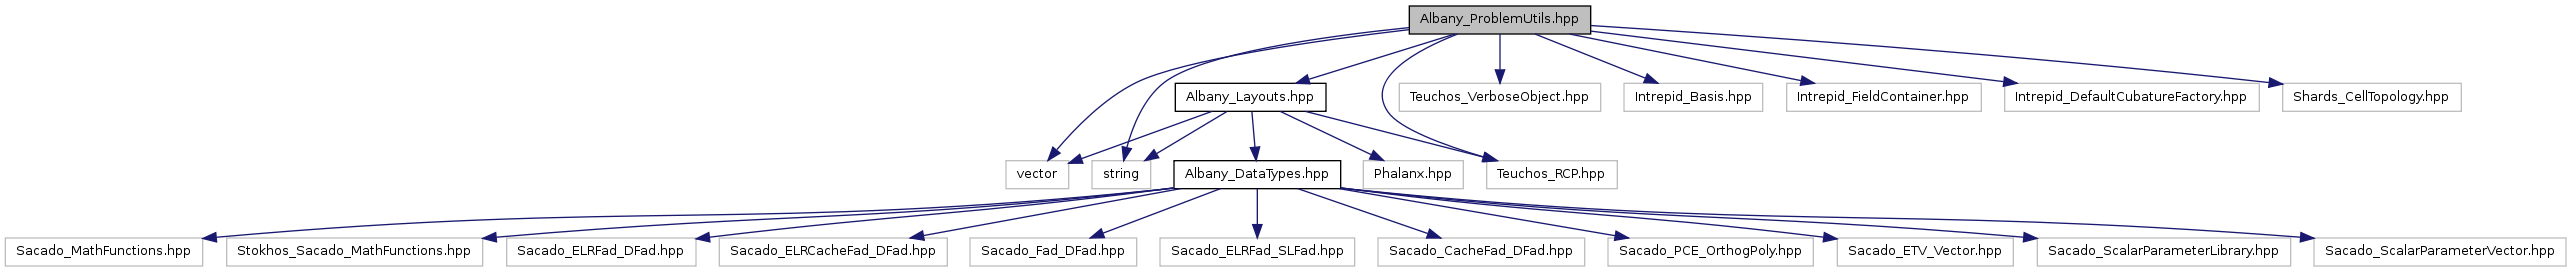 Albany_ProblemUtils.hpp
Albany_Layouts.hpp
Teuchos_VerboseObject.hpp
Intrepid_Basis.hpp
Intrepid_FieldContainer.hpp
Intrepid_DefaultCubatureFactory.hpp
Shards_CellTopology.hpp
vector
string
Albany_DataTypes.hpp
Phalanx.hpp
Teuchos_RCP.hpp
Sacado_MathFunctions.hpp
Stokhos_Sacado_MathFunctions.hpp
Sacado_ELRFad_DFad.hpp
Sacado_ELRCacheFad_DFad.hpp
Sacado_Fad_DFad.hpp
Sacado_ELRFad_SLFad.hpp
Sacado_CacheFad_DFad.hpp
Sacado_PCE_OrthogPoly.hpp
Sacado_ETV_Vector.hpp
Sacado_ScalarParameterLibrary.hpp
Sacado_ScalarParameterVector.hpp